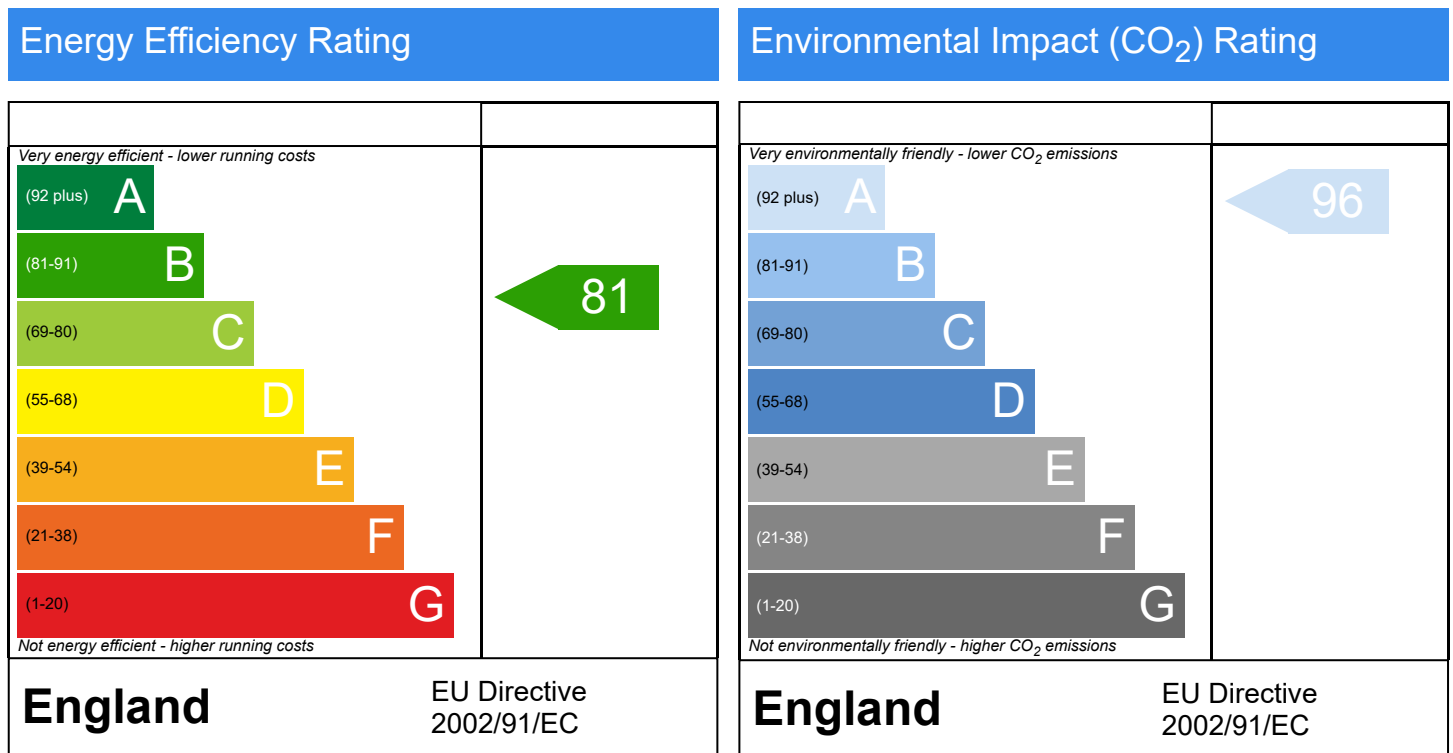 Energy Efficiency Rating
Very energy efficient - lower running costs
(92 plus) A
(81-91) B
(69-80) C
(55-68) D
(39-54) E
(21-38) F
(1-20) G
81
Not energy efficient - higher running costs
England
EU Directive
2002/91/EC
Environmental Impact (CO₂) Rating
Very environmentally friendly - lower CO₂ emissions
(92 plus) A
(81-91) B
(69-80) C
(55-68) D
(39-54) E
(21-38) F
(1-20) G
96
Not environmentally friendly - higher CO₂ emissions
England
EU Directive
2002/91/EC